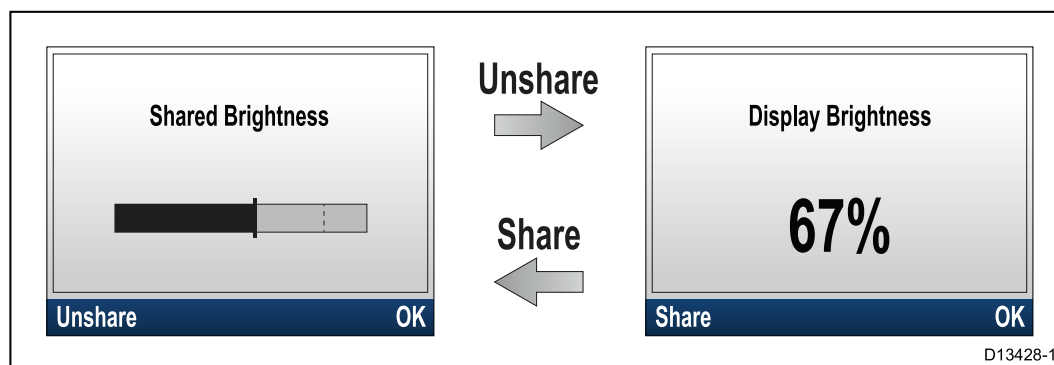 Shared Brightness
Unshare OK
Unshare
Share
Display Brightness
67%
Share OK
D13428-1